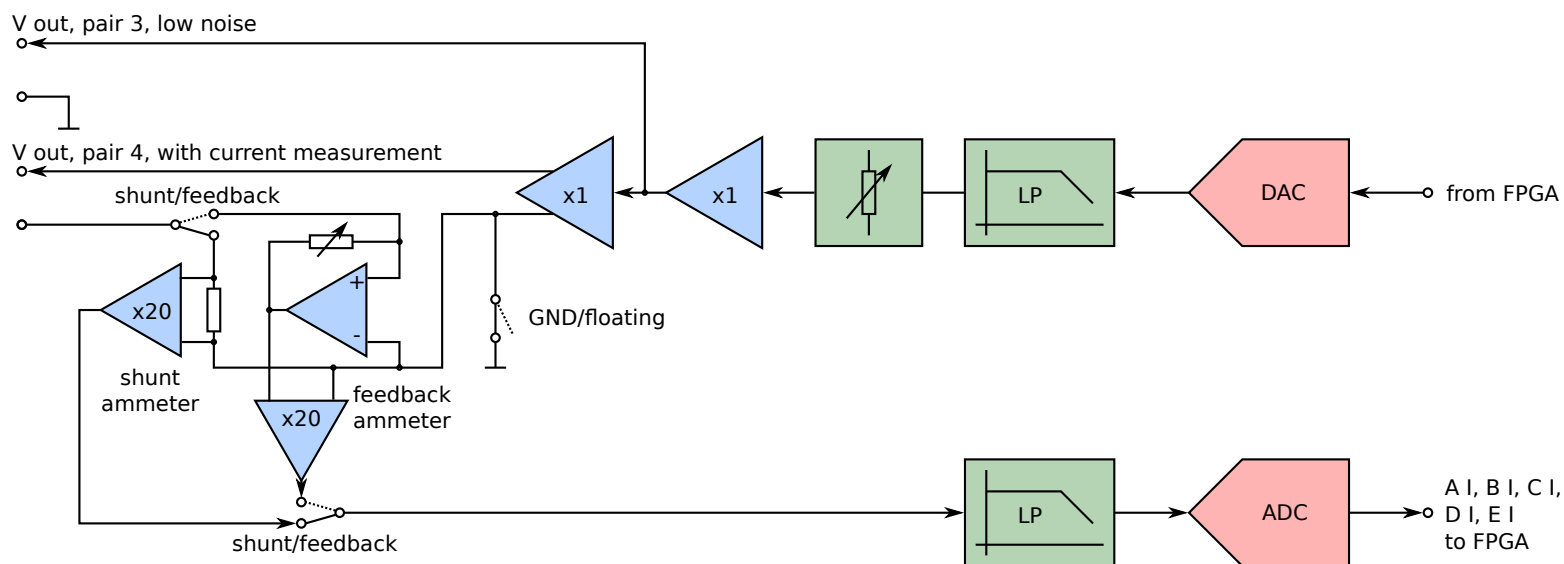 V out, pair 3, low noise
V out, pair 4, with current measurement
shunt/feedback
x1
x1
LP
DAC
from FPGA
+
x20
-
GND/floating
shunt
ammeter
feedback
ammeter
x20
shunt/feedback
LP
ADC
A I, B I, C I,
D I, E I
to FPGA